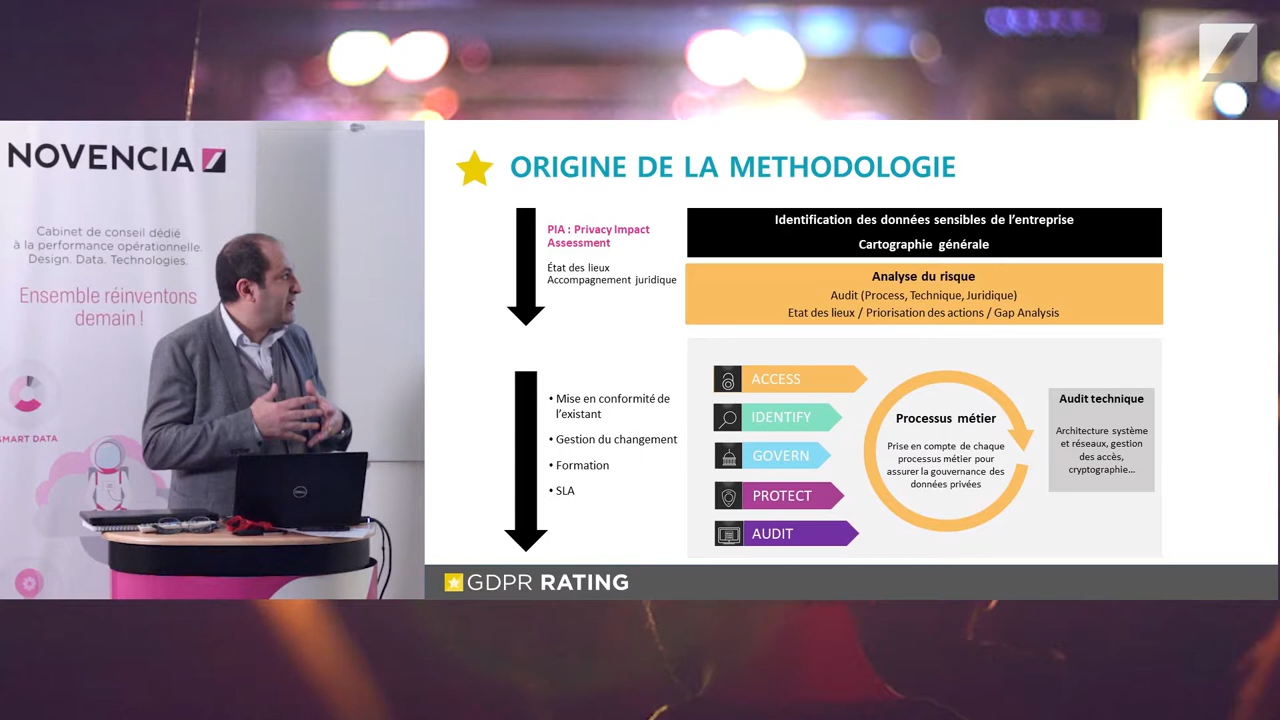 NOVENCIA
Cabinet de conseil dédié
à la performance opérationnelle.
Design. Data. Technologies.
Ensemble réinventons
demain !
SMART DATA
DELL
ORIGINE DE LA METHODOLOGIE
PIA : Privacy Impact
Assessment
État des lieux
Accompagnement juridique
Identification des données sensibles de l’entreprise
Cartographie générale
Analyse du risque
Audit (Process, Technique, Juridique)
Etat des lieux / Priorisation des actions / Gap Analysis
• Mise en conformité de
l’existant
• Gestion du changement
• Formation
• SLA
ACCESS
IDENTIFY
GOVERN
PROTECT
AUDIT
Processus métier
Prise en compte de chaque
processus métier pour
assurer la gouvernance des
données privées
Audit technique
Architecture système
et réseaux, gestion
des accès,
cryptographie...
GDPR RATING